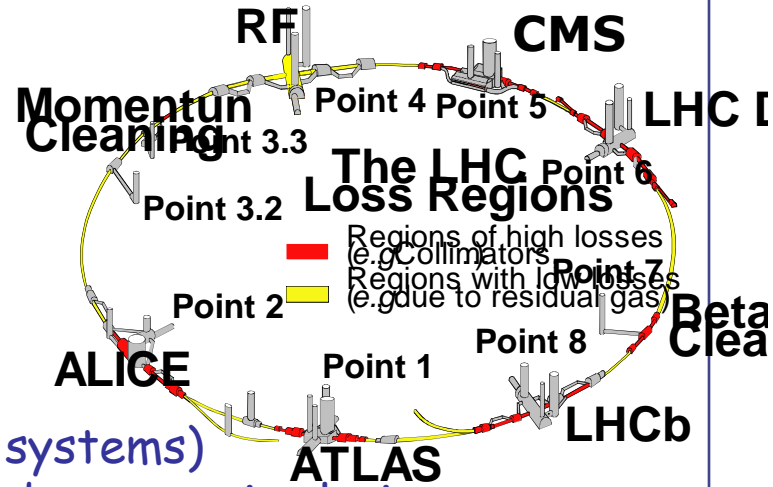 RF
CMS
Momentun
Cleaning
Point 3.3
Point 4
Point 5
LHC D
Point 6
The LHC
Loss Regions
Point 3.2
Regions of high losses
(e.g Collimators)
Regions with low losses
(e.g due to residual gas)
Point 7
Point 2
Beta
Clea
Point 8
Point 1
ALICE
LHCb
systems)
ATLAS